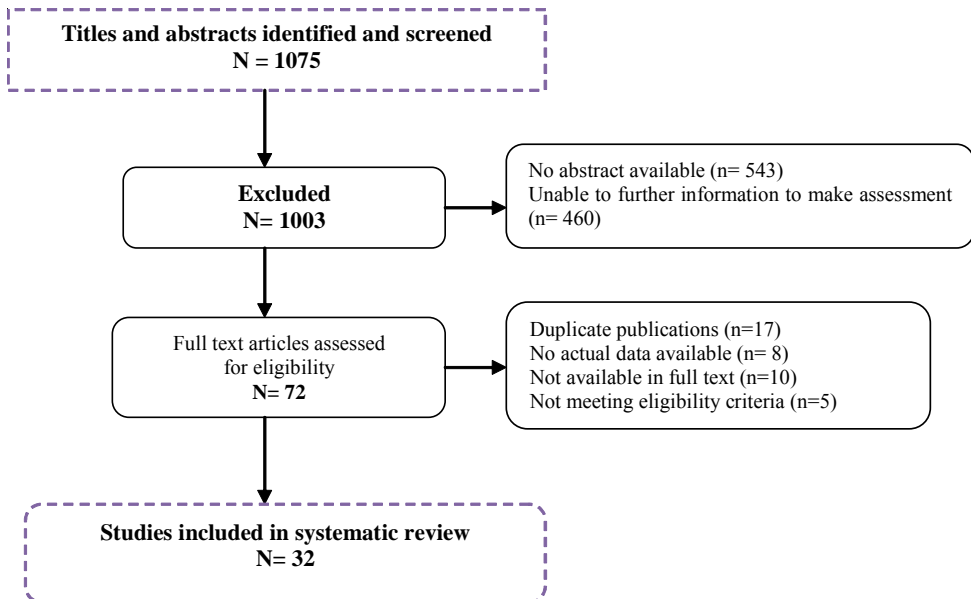 Titles and abstracts identified and screened
N = 1075
Excluded
N= 1003
No abstract available (n= 543)
Unable to further information to make assessment
(n= 460)
Full text articles assessed
for eligibility
N= 72
Duplicate publications (n=17)
No actual data available (n= 8)
Not available in full text (n=10)
Not meeting eligibility criteria (n=5)
Studies included in systematic review
N= 32